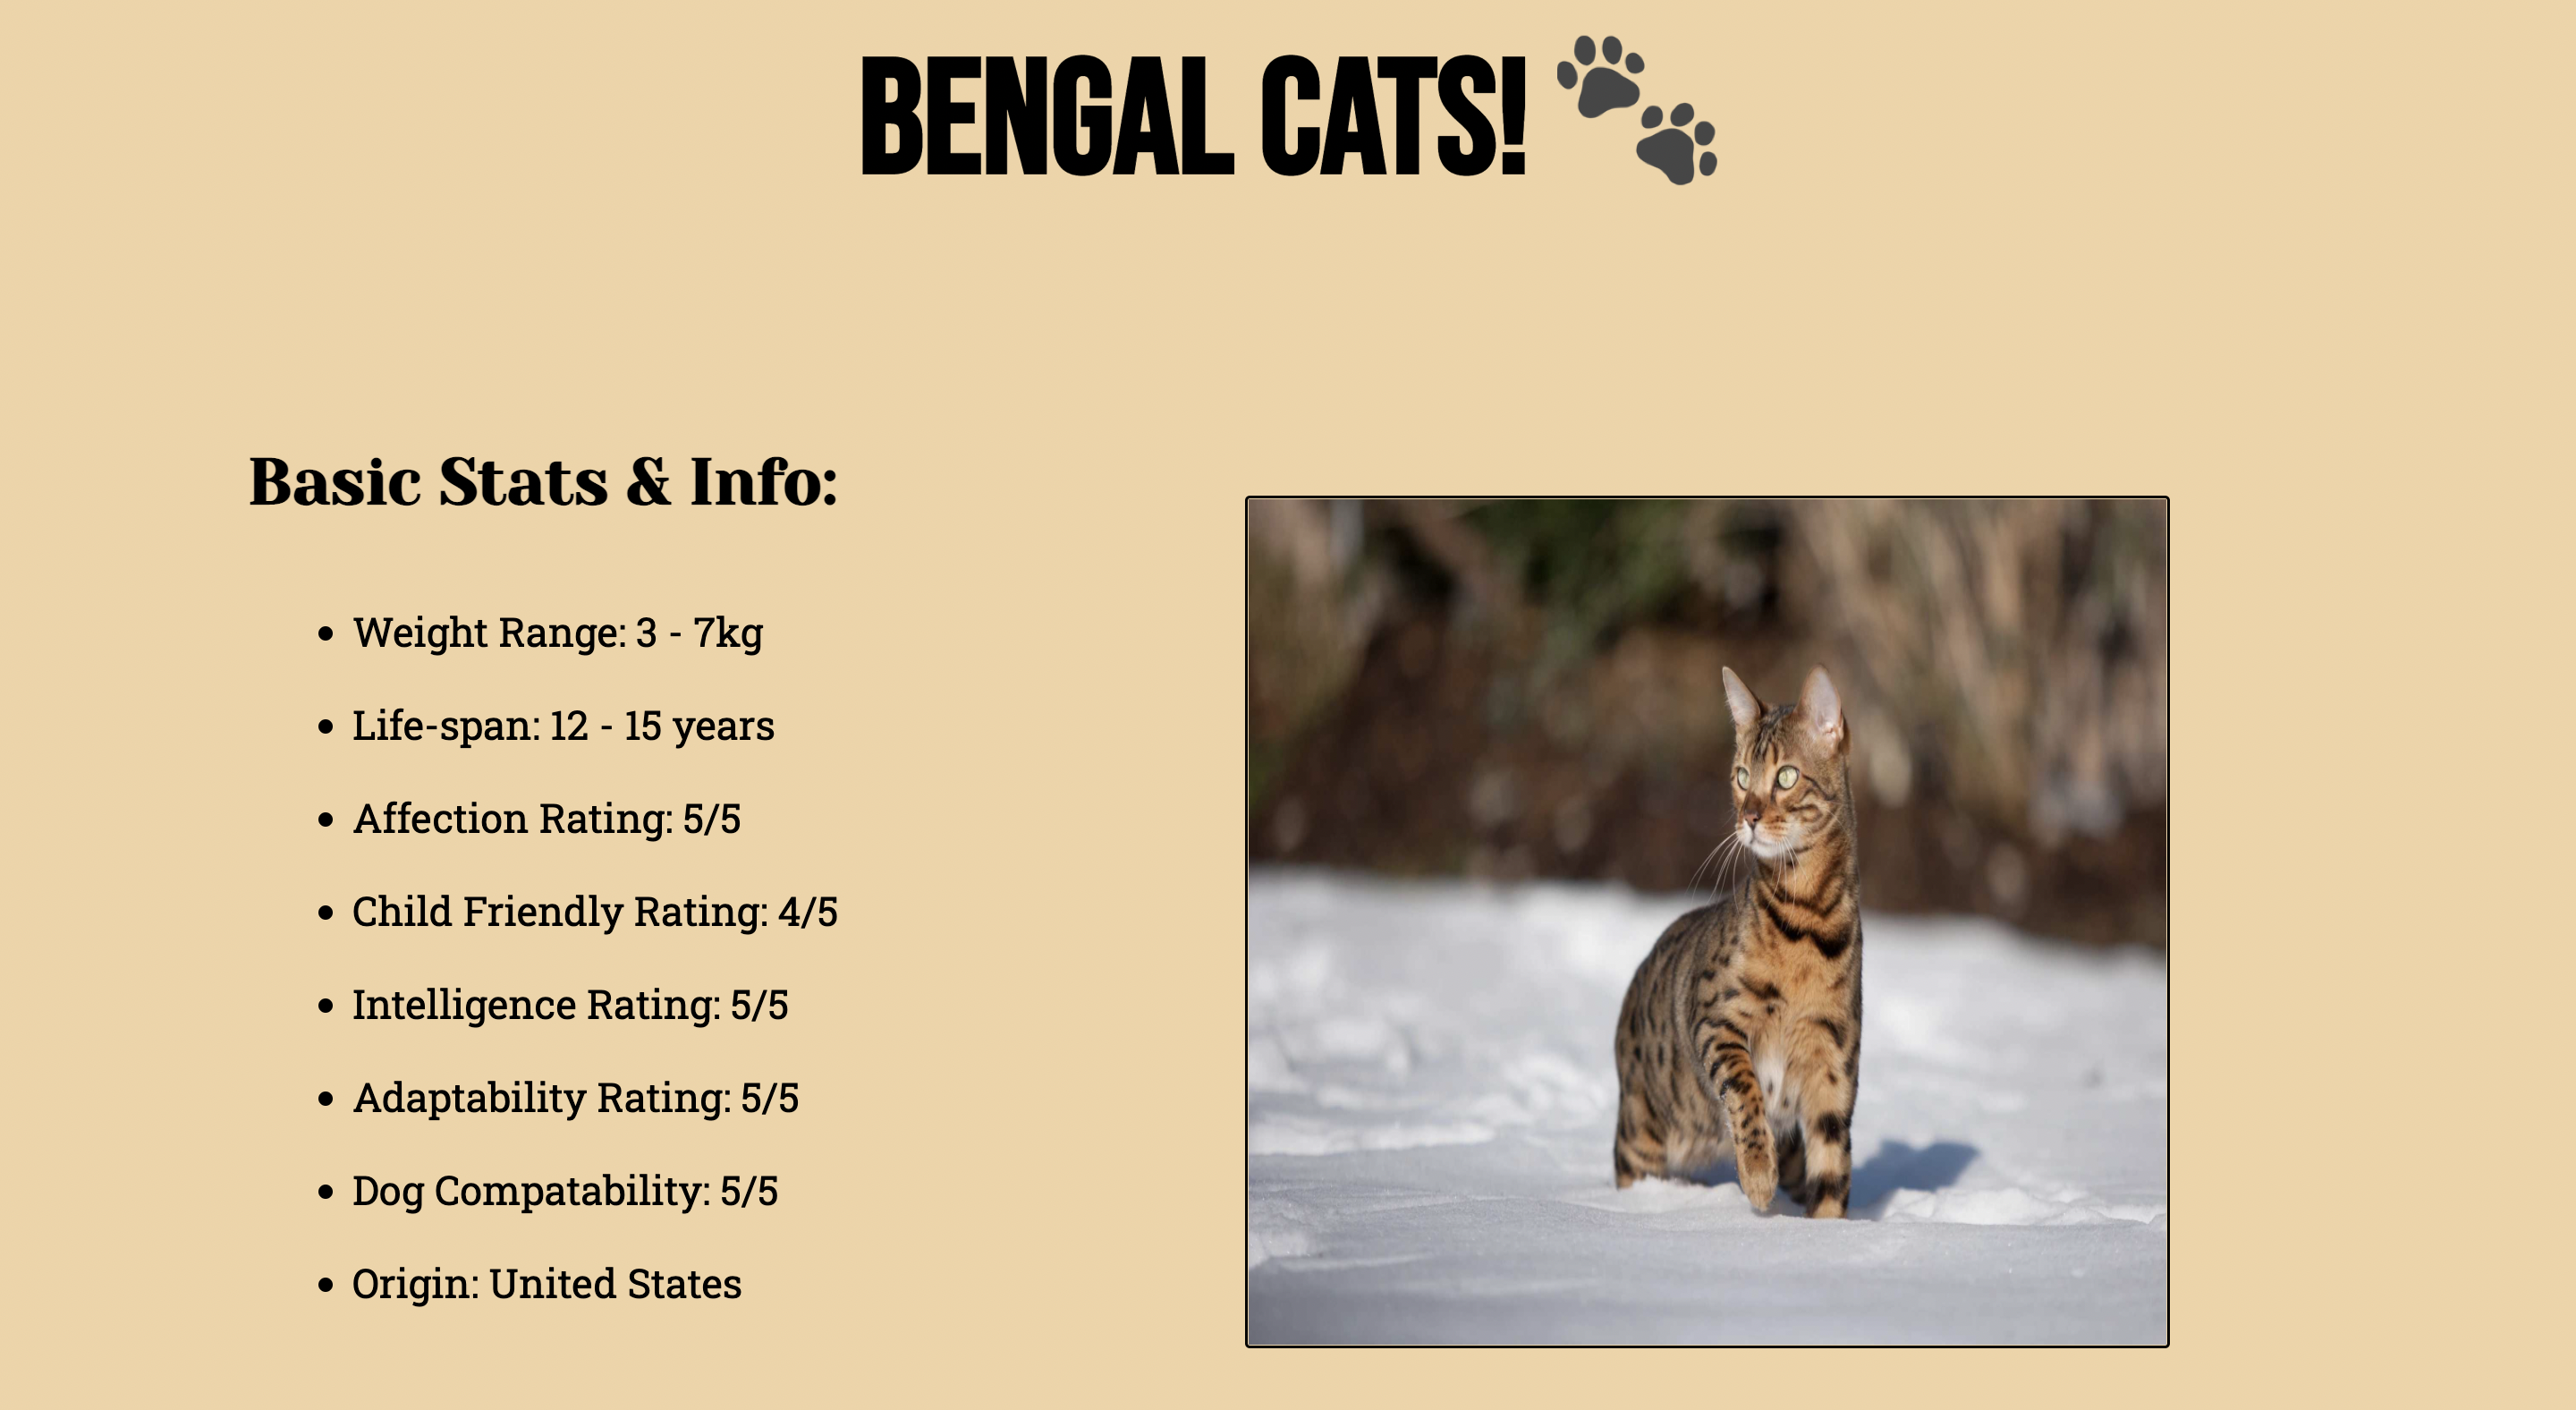 BENGAL CATS! 🐾
Basic Stats & Info:
• Weight Range: 3 - 7kg
• Life-span: 12 - 15 years
• Affection Rating: 5/5
• Child Friendly Rating: 4/5
• Intelligence Rating: 5/5
• Adaptability Rating: 5/5
• Dog Compatability: 5/5
• Origin: United States